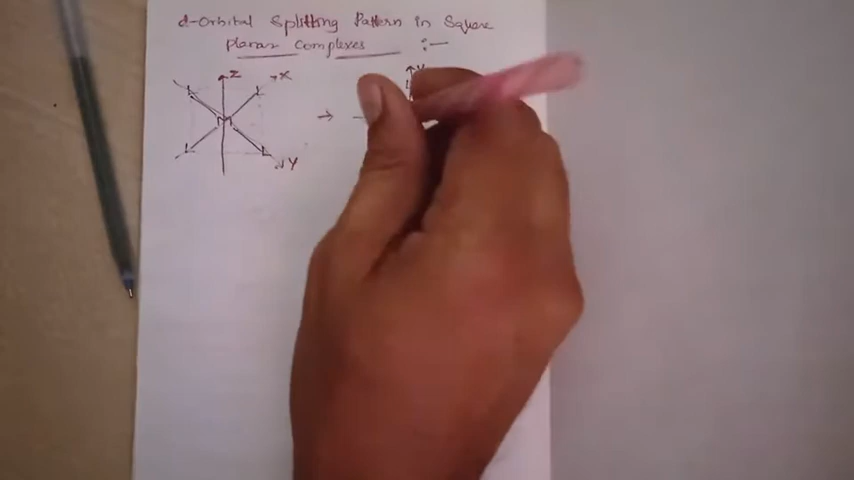 d-Orbital Splitting Pattern in Square
Planar Complexes :-
Z
X
Y
L
L
M
L
L
Y
L